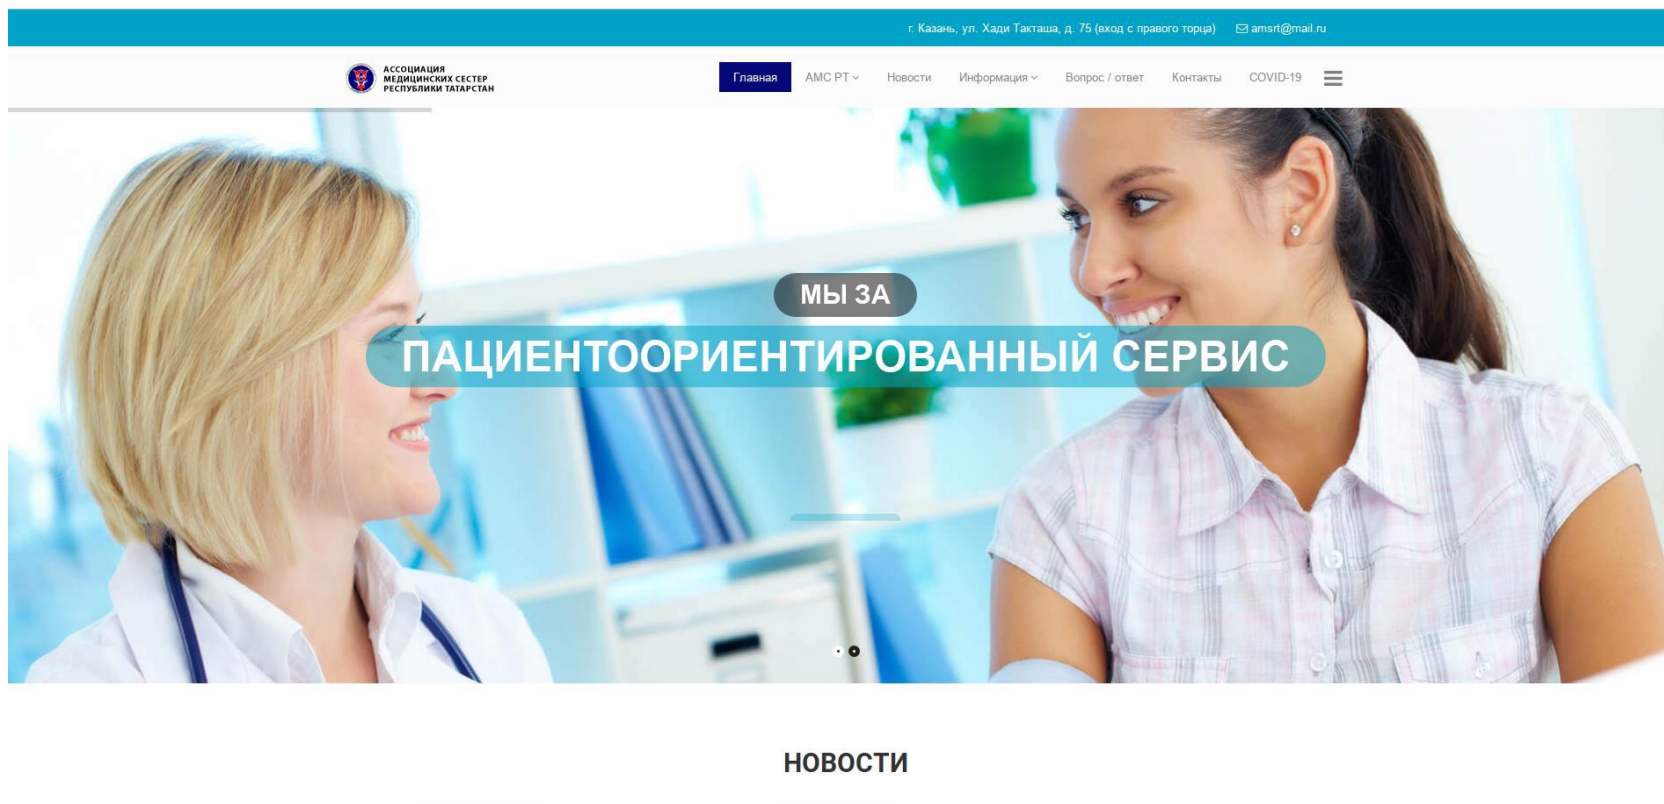 г. Казань, ул. Хади Такташа, д. 75 (вход с правого торца) amsrt@mail.ru
АССОЦИАЦИЯ
МЕДИЦИНСКИХ СЕСТЕР
РЕСПУБЛИКИ ТАТАРСТАН
Главная АМС РТ Новости Информация Вопрос / ответ Контакты COVID-19
МЫ ЗА
ПАЦИЕНТООРИЕНТИРОВАННЫЙ СЕРВИС
НОВОСТИ